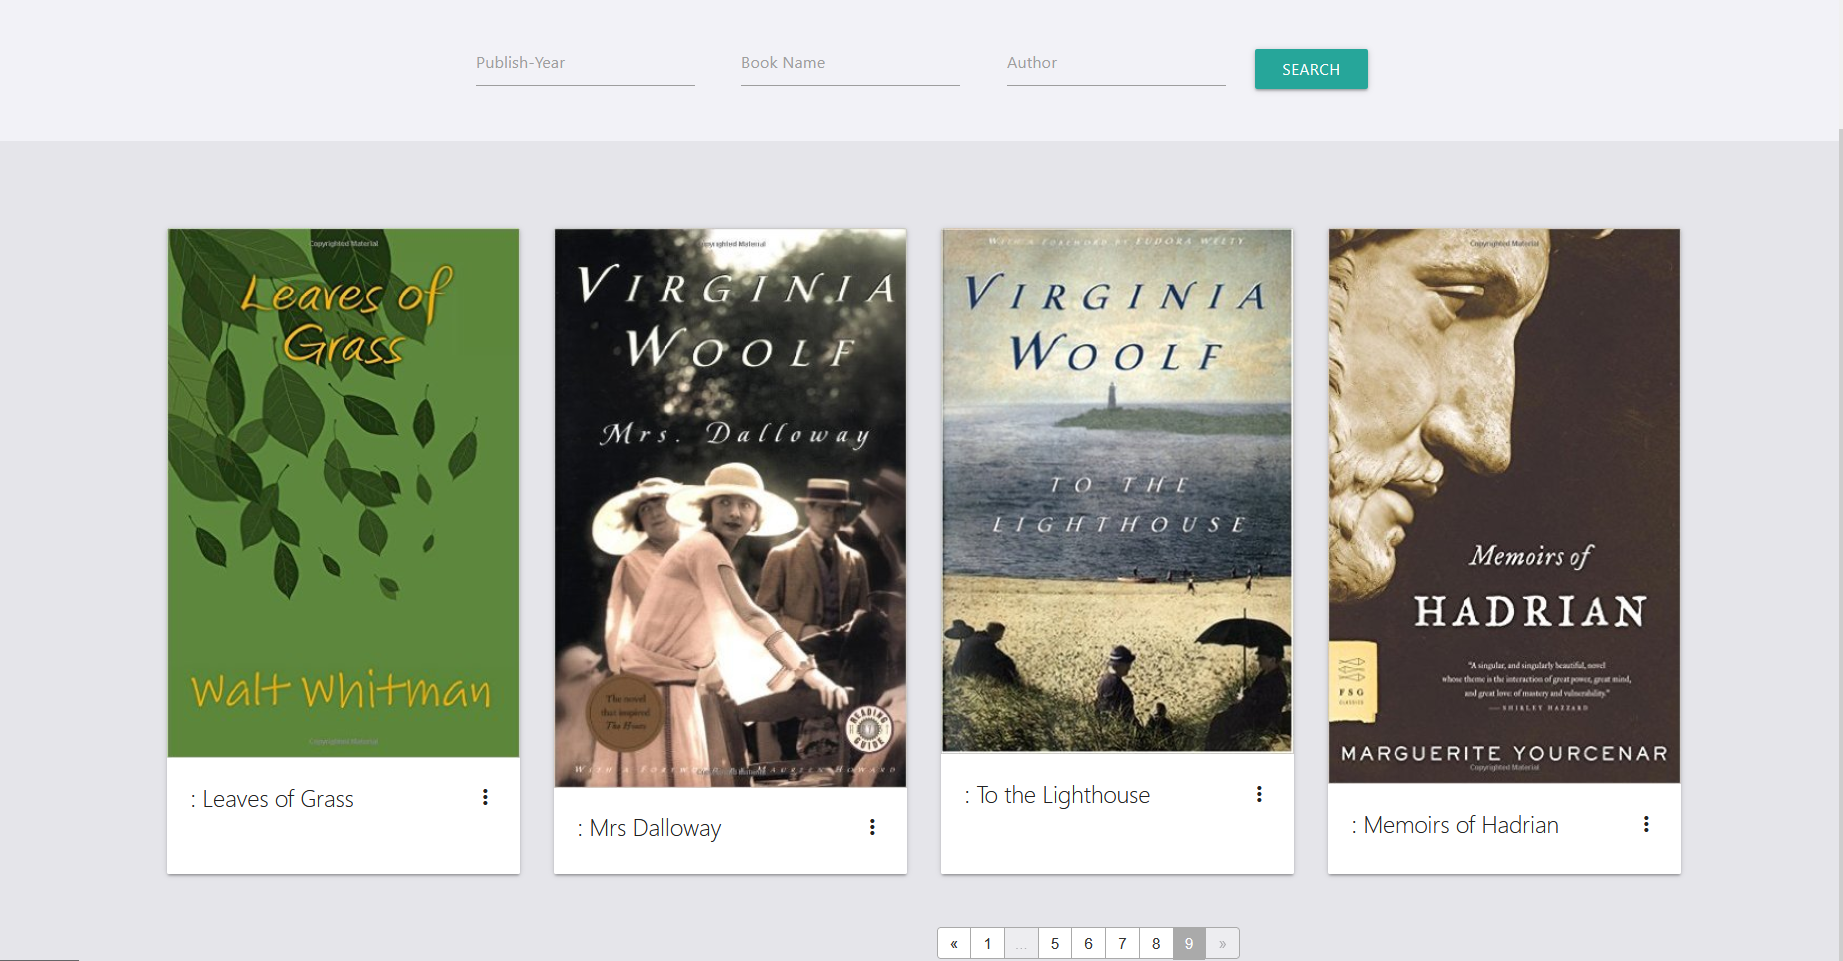 Publish-Year
Book Name
Author
SEARCH
Copyrighted Material
Leaves of
Grass
Walt Whitman
Copyrighted Material
: Leaves of Grass
Copyrighted Material
VIRGINIA
WOOLF
Mrs. Dalloway
The novel
that inspired
The Hours
READING
GUIDE
WITH A FOREWORD BY MAUREEN HOWARD
: Mrs Dalloway
WITH A FOREWORD BY EUDORA WELTY
VIRGINIA
WOOLF
TO THE
LIGHTHOUSE
: To the Lighthouse
Copyrighted Material
Memoirs of
HADRIAN
"A singular, and singularly beautiful, novel
whose theme is the interaction of great power, great mind,
and great love: of mastery and vulnerability."
—SHIRLEY HAZZARD
FSG
CLASSICS
MARGUERITE YOURCENAR
Copyrighted Material
: Memoirs of Hadrian
« 1 ... 5 6 7 8 9 »